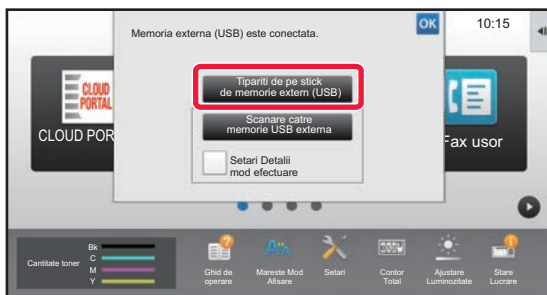 Memoria externa (USB) este conectata.
OK
10:15
Tipariti de pe stick
de memorie extern (USB)
Scanare catre
memorie USB externa
Setari Detalii
mod efectuare
CLOUD
PORTAL
CLOUD POR
Fax usor
Cantitate toner
Bk
C
M
Y
Ghid de
operare
Mareste Mod
Afisare
Setari
Contor
Total
Ajustare
Luminozitate
Stare
Lucrare